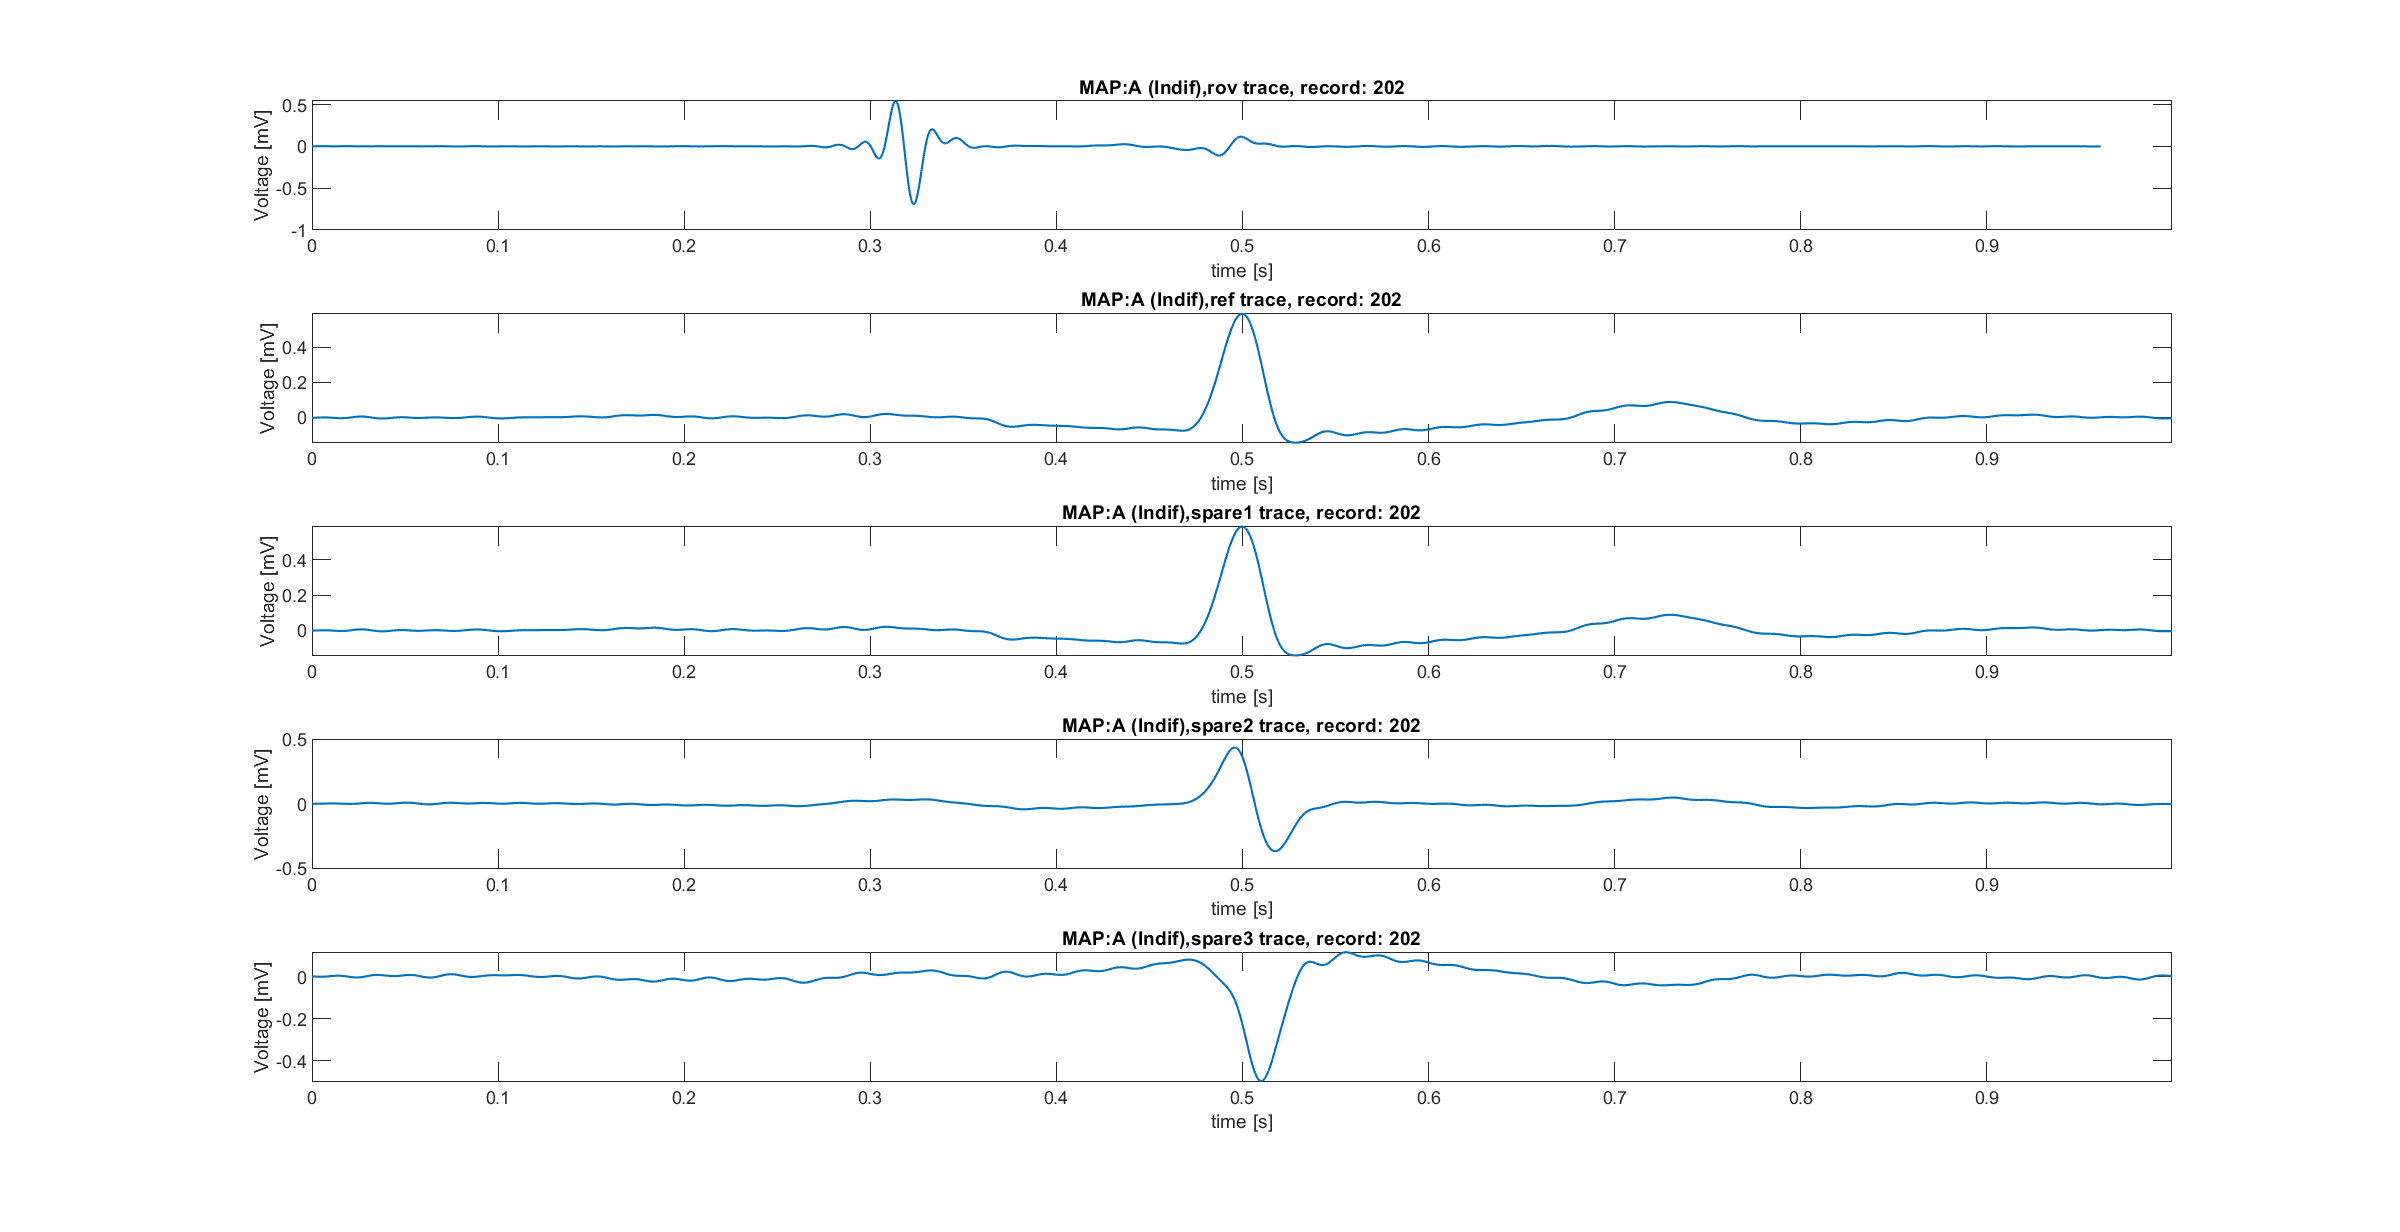 MAP:A (Indif),rov trace, record: 202
Voltage [mV]
0.5
0
-0.5
-1
0 0.1 0.2 0.3 0.4 0.5 0.6 0.7 0.8 0.9
time [s]
MAP:A (Indif),ref trace, record: 202
Voltage [mV]
0.4
0.2
0
0 0.1 0.2 0.3 0.4 0.5 0.6 0.7 0.8 0.9
time [s]
MAP:A (Indif),spare1 trace, record: 202
Voltage [mV]
0.4
0.2
0
0 0.1 0.2 0.3 0.4 0.5 0.6 0.7 0.8 0.9
time [s]
MAP:A (Indif),spare2 trace, record: 202
Voltage [mV]
0.5
0
-0.5
0 0.1 0.2 0.3 0.4 0.5 0.6 0.7 0.8 0.9
time [s]
MAP:A (Indif),spare3 trace, record: 202
Voltage [mV]
0
-0.2
-0.4
0 0.1 0.2 0.3 0.4 0.5 0.6 0.7 0.8 0.9
time [s]